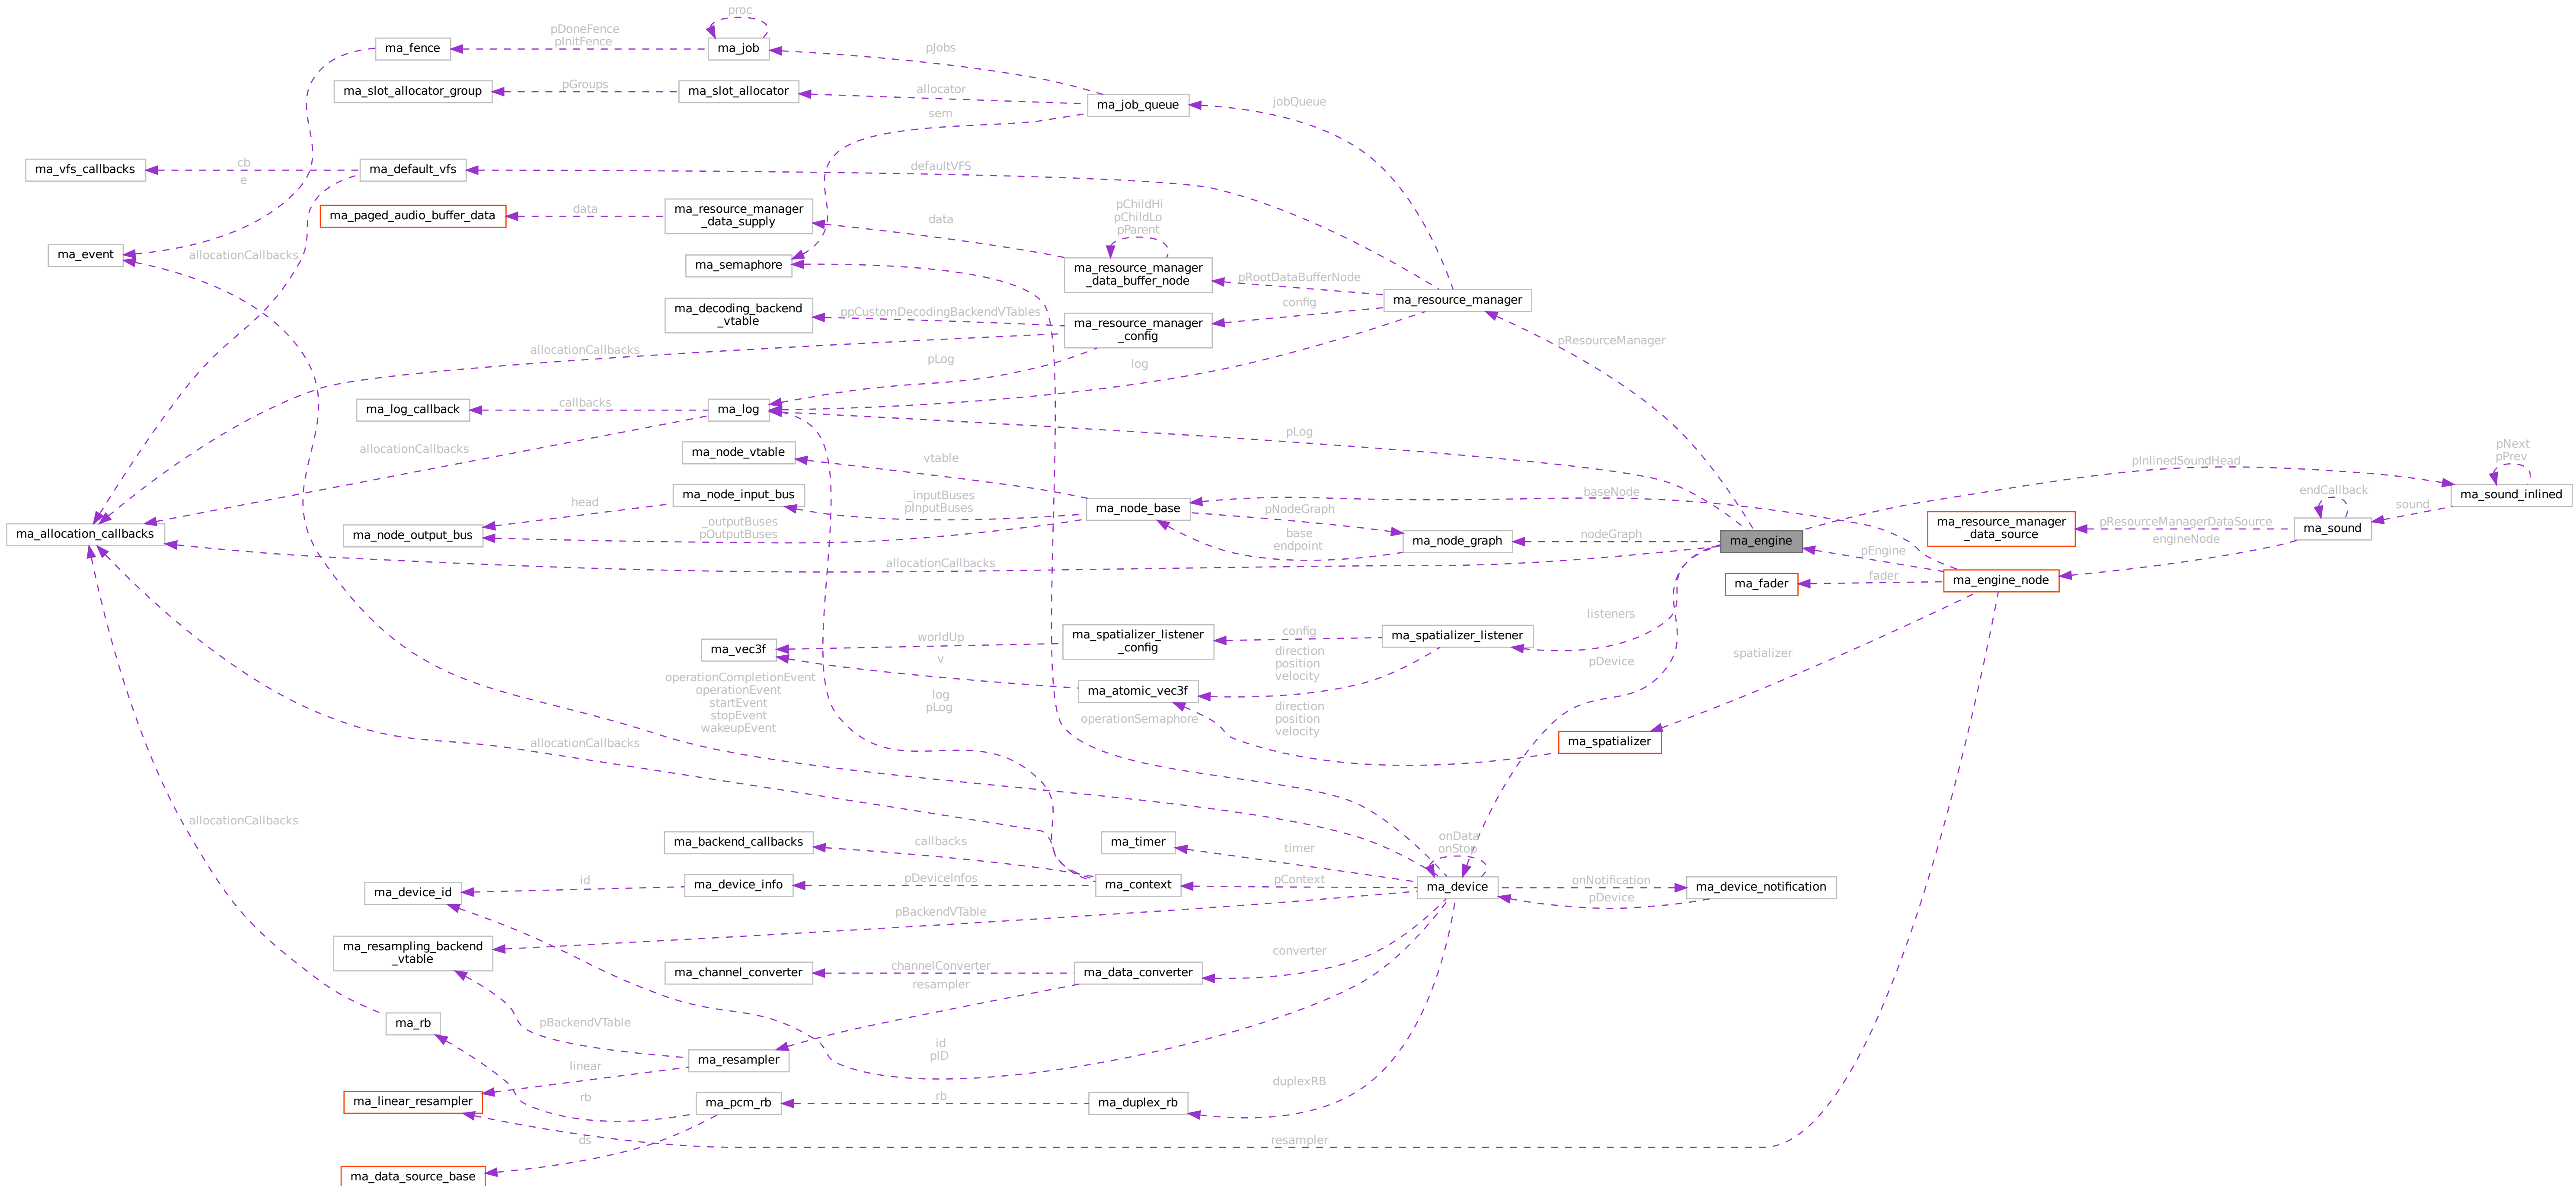 proc
pDoneFence
pInitFence
ma_fence
ma_job
pJobs
ma_slot_allocator_group
pGroups
ma_slot_allocator
allocator
ma_job_queue
jobQueue
sem
ma_vfs_callbacks
cb
e
ma_default_vfs
defaultVFS
ma_paged_audio_buffer_data
data
ma_resource_manager
_data_supply
data
pChildHi
pChildLo
pParent
ma_event
allocationCallbacks
ma_semaphore
ma_resource_manager
_data_buffer_node
pRootDataBufferNode
ma_resource_manager
ma_decoding_backend
_vtable
ppCustomDecodingBackendVTables
ma_resource_manager
_config
config
allocationCallbacks
pLog
log
pResourceManager
ma_log_callback
callbacks
ma_log
pLog
allocationCallbacks
ma_node_vtable
vtable
pInlinedSoundHead
pNext
pPrev
head
ma_node_input_bus
_inputBuses
pInputBuses
baseNode
endCallback
sound
ma_sound_inlined
ma_node_base
pNodeGraph
ma_allocation_callbacks
ma_node_output_bus
_outputBuses
pOutputBuses
base
endpoint
ma_node_graph
nodeGraph
ma_engine
ma_resource_manager
_data_source
pResourceManagerDataSource
engineNode
ma_sound
allocationCallbacks
pEngine
ma_fader
fader
ma_engine_node
listeners
ma_vec3f
worldUp
v
ma_spatializer_listener
_config
config
ma_spatializer_listener
direction
position
velocity
pDevice
spatializer
operationCompletionEvent
operationEvent
startEvent
stopEvent
wakeupEvent
log
pLog
ma_atomic_vec3f
operationSemaphore
direction
position
velocity
ma_spatializer
allocationCallbacks
allocationCallbacks
ma_backend_callbacks
callbacks
ma_timer
timer
onData
onStop
ma_device_id
id
ma_device_info
pDeviceInfos
ma_context
pContext
ma_device
onNotification
pDevice
ma_device_notification
pBackendVTable
ma_resampling_backend
_vtable
ma_channel_converter
channelConverter
resampler
ma_data_converter
converter
ma_rb
pBackendVTable
id
pID
ma_resampler
linear
ma_linear_resampler
rb
ma_pcm_rb
rb
ma_duplex_rb
duplexRB
ds
resampler
ma_data_source_base